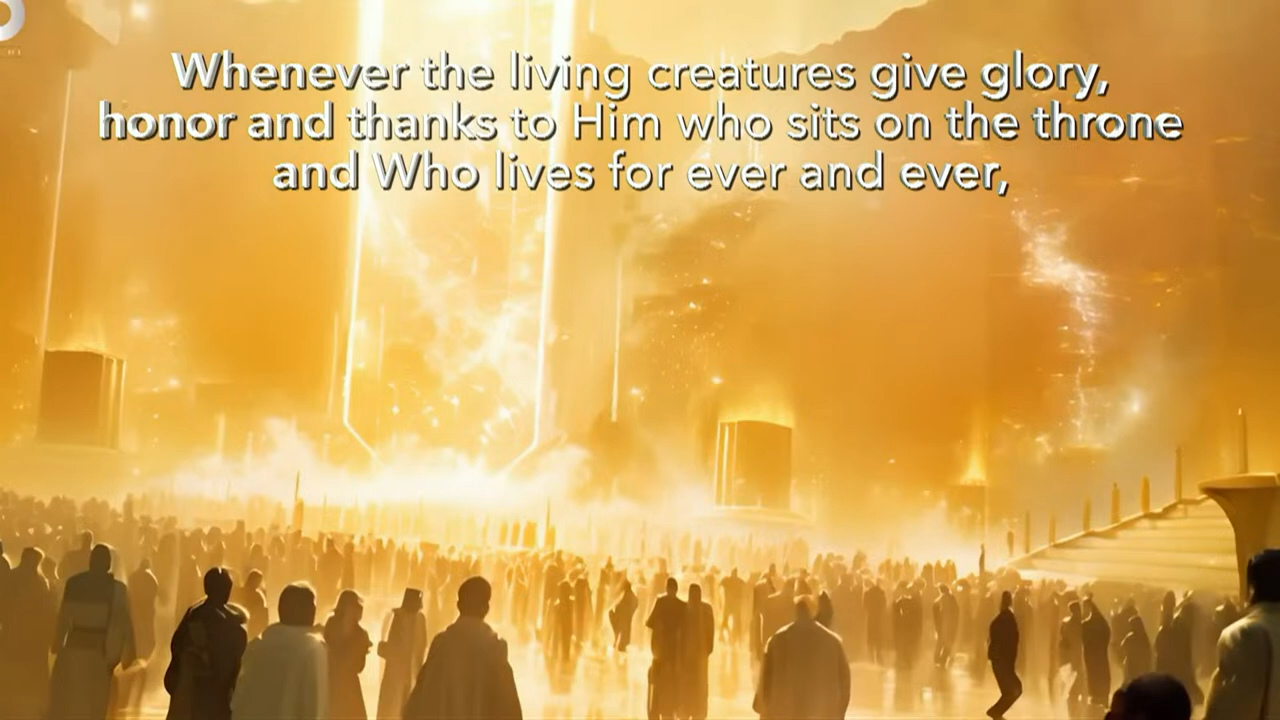 Whenever the living creatures give glory,
honor and thanks to Him who sits on the throne
and Who lives for ever and ever,